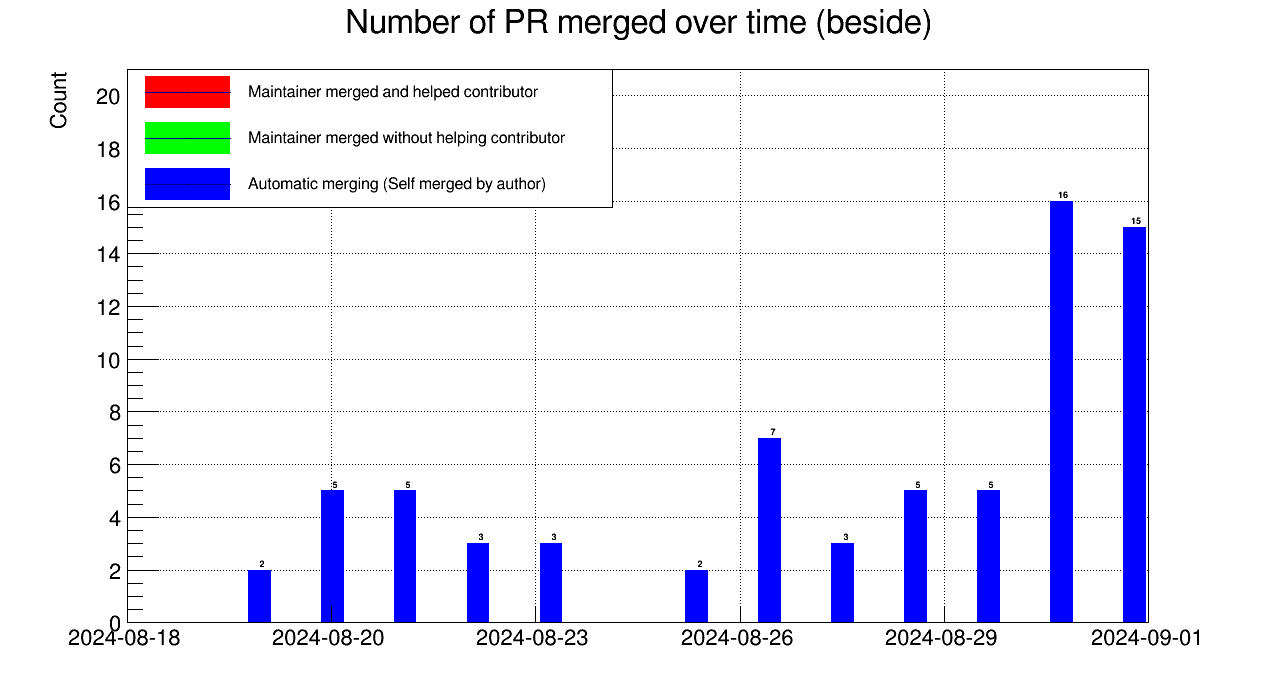 Number of PR merged over time (beside)
Count
Maintainer merged and helped contributor
Maintainer merged without helping contributor
Automatic merging (Self merged by author)
20
18
16
14
12
10
8
6
4
2
0
2 5 5 3 3 2 7 3 5 5 16 15
2024-08-18 2024-08-20 2024-08-23 2024-08-26 2024-08-29 2024-09-01